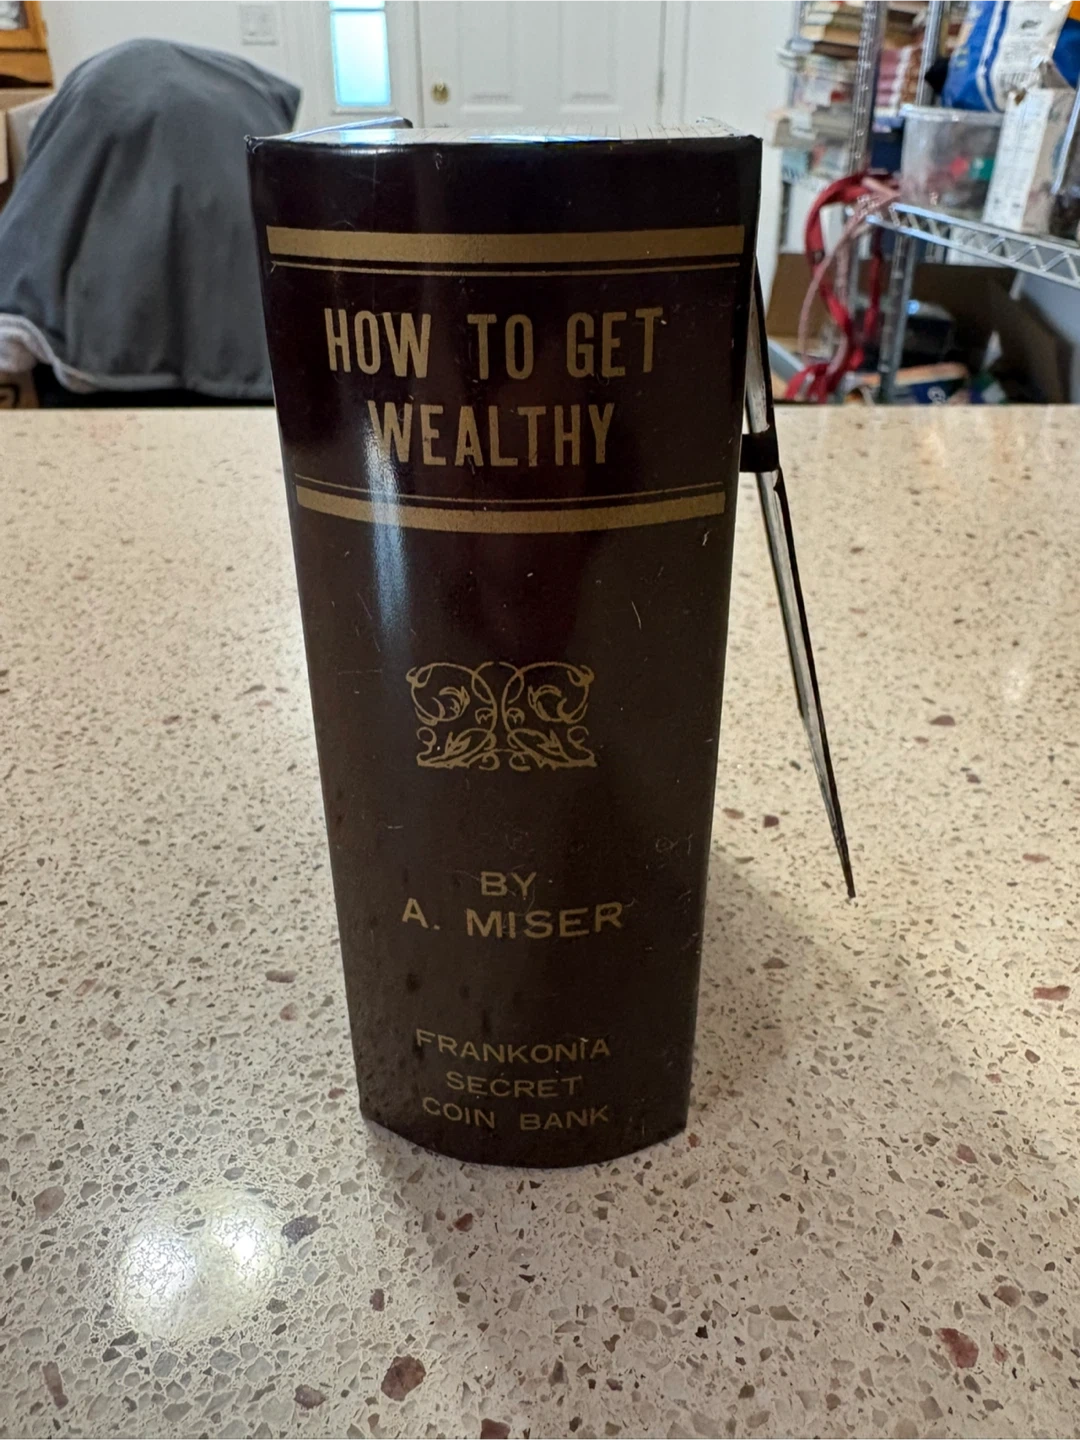 HOW TO GET
WEALTHY
BY
A. MISER
FRANKONIA
SECRET
COIN BANK